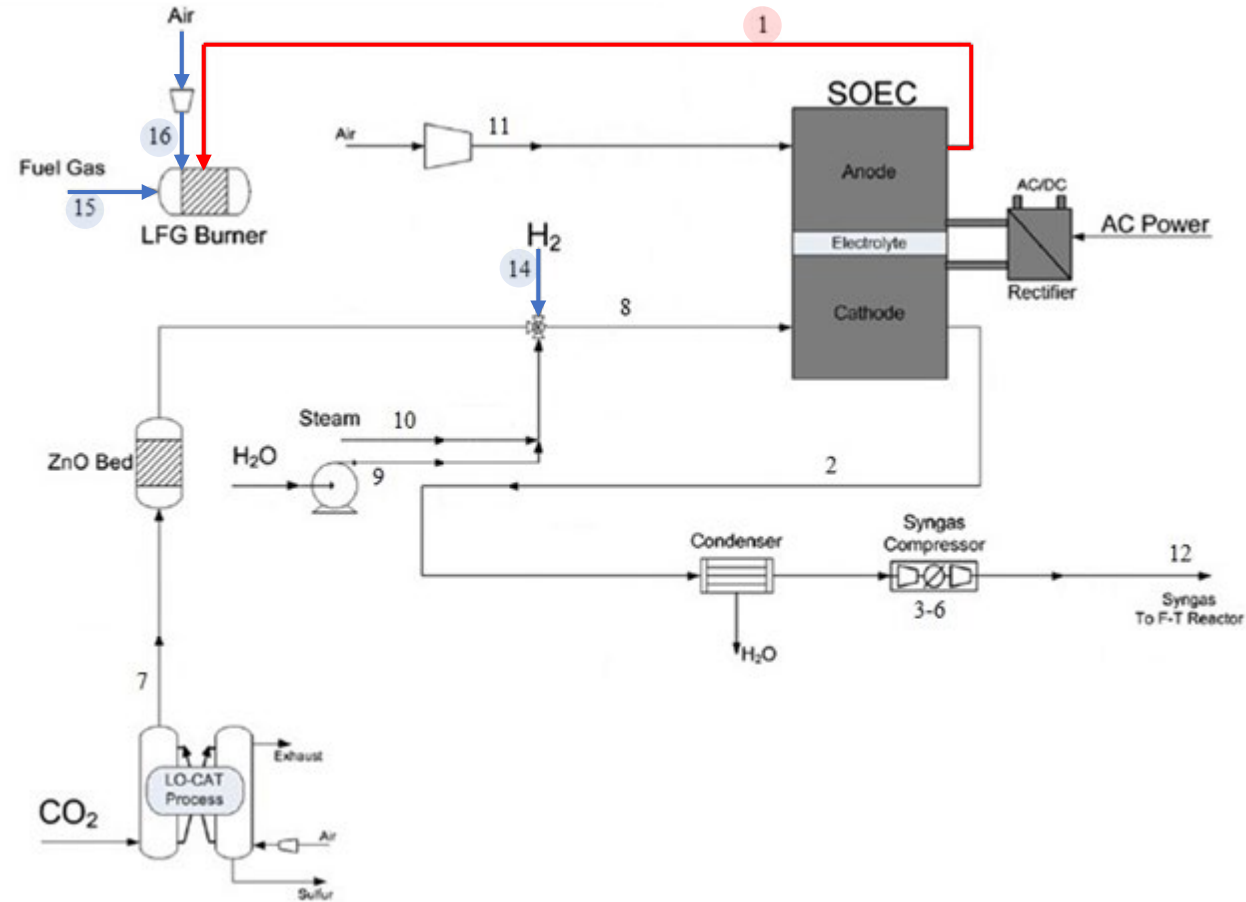 Air
1
SOEC
16
Air
11
Fuel Gas
15
LFG Burner
Anode
AC/DC
AC Power
Electrolyte
Rectifier
H₂
14
8
Cathode
Steam
10
ZnO Bed
H₂O
9
2
Condenser
Syngas
Compressor
12
3-6
Syngas
To F-T Reactor
H₂O
7
Exhaust
LO-CAT
Process
CO₂
Air
Sulfur